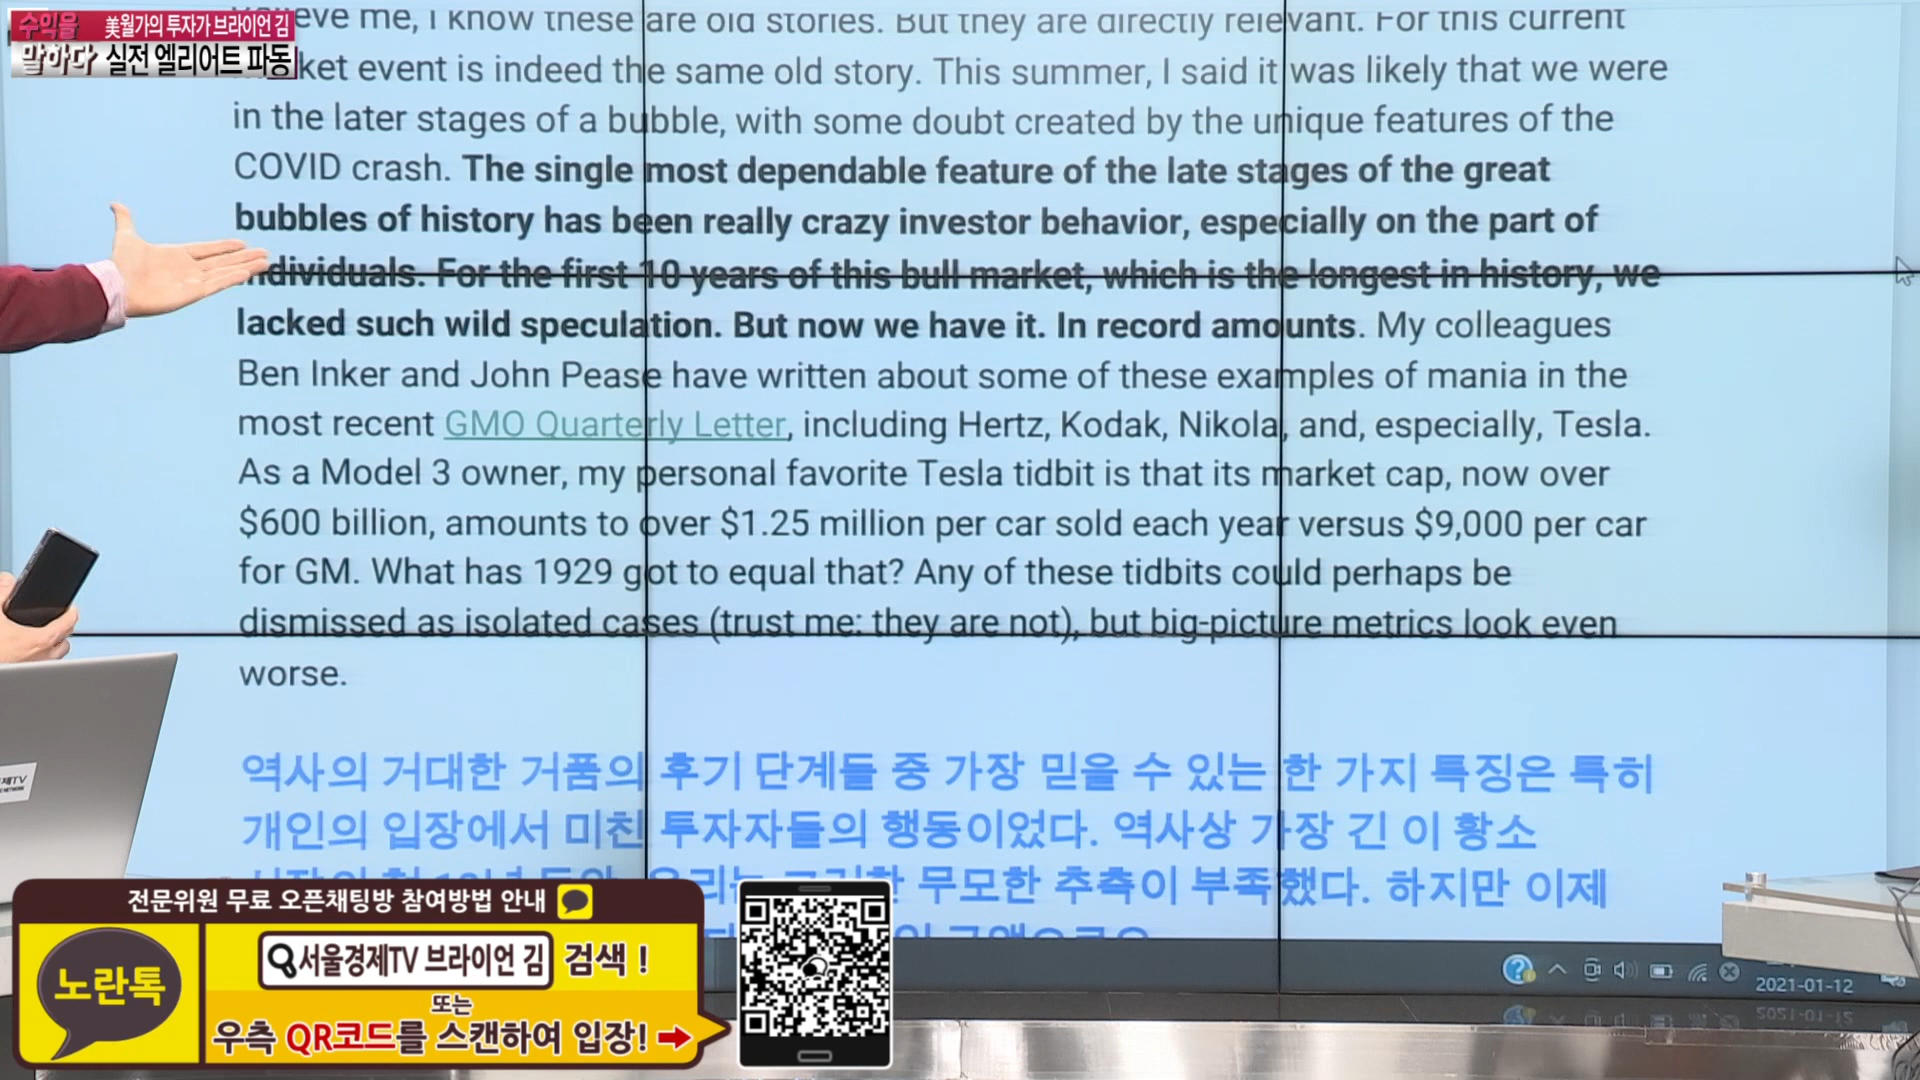 수익을 말하다
美월가의 투자가 브라이언 김
실전 엘리어트 파동
eve me, I know these are old stories. But they are directly relevant. For this current
ket event is indeed the same old story. This summer, I said it was likely that we were
in the later stages of a bubble, with some doubt created by the unique features of the
COVID crash. The single most dependable feature of the late stages of the great
bubbles of history has been really crazy investor behavior, especially on the part of
individuals. For the first 10 years of this bull market, which is the longest in history, we
lacked such wild speculation. But now we have it. In record amounts. My colleagues
Ben Inker and John Pease have written about some of these examples of mania in the
most recent GMO Quarterly Letter, including Hertz, Kodak, Nikola, and, especially, Tesla.
As a Model 3 owner, my personal favorite Tesla tidbit is that its market cap, now over
$600 billion, amounts to over $1.25 million per car sold each year versus $9,000 per car
for GM. What has 1929 got to equal that? Any of these tidbits could perhaps be
dismissed as isolated cases (trust me: they are not), but big-picture metrics look even
worse.
역사의 거대한 거품의 후기 단계들 중 가장 믿을 수 있는 한 가지 특징은 특히
개인의 입장에서 미친 투자자들의 행동이었다. 역사상 가장 긴 이 황소
무모한 추측이 부족했다. 하지만 이제
제TV
전문위원 무료 오픈채팅방 참여방법 안내
노란톡
서울경제TV 브라이언 김 검색 !
또는
우측 QR코드를 스캔하여 입장!
2021-01-12